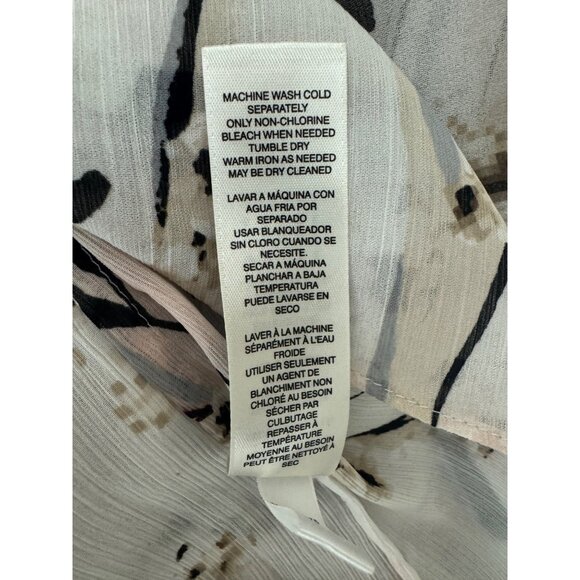 MACHINE WASH COLD
SEPARATELY
ONLY NON-CHLORINE
BLEACH WHEN NEEDED
TUMBLE DRY
WARM IRON AS NEEDED
MAY BE DRY CLEANED
LAVAR A MÁQUINA CON
AGUA FRIA POR
SEPARADO
USAR BLANQUEADOR
SIN CLORO CUANDO SE
NECESITE.
SECAR A MÁQUINA
PLANCHAR A BAJA
TEMPERATURA
PUEDE LAVARSE EN
SECO
LAVER À LA MACHINE
SÉPARÉMENT À L'EAU
FROIDE
UTILISER SEULEMENT
UN AGENT DE
BLANCHIMENT NON
CHLORÉ AU BESOIN
SÉCHER PAR
CULBUTAGE
REPASSER À
TEMPÉRATURE
MOYENNE AU BESOIN
PEUT ÊTRE NETTOYÉ À
SEC